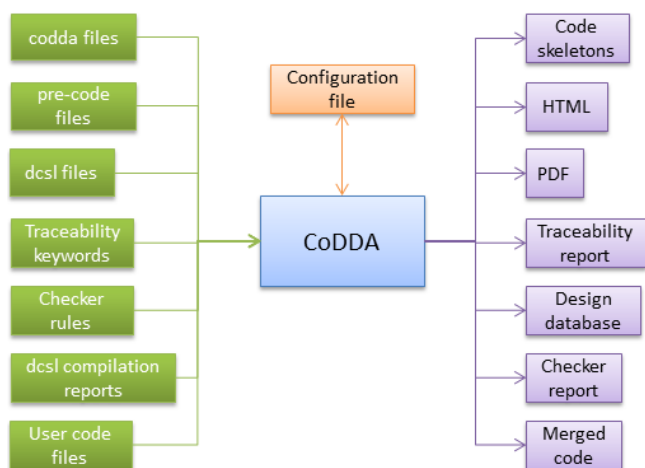 codda files
pre-code
files
dcsl files
Traceability
keywords
Checker
rules
dcsl compilation
reports
User code
files
Configuration
file
CoDDA
Code
skeletons
HTML
PDF
Traceability
report
Design
database
Checker
report
Merged
code